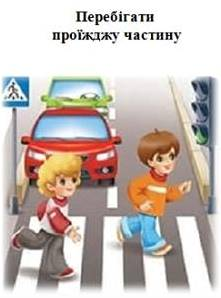 Перебігати
проїжджу частину